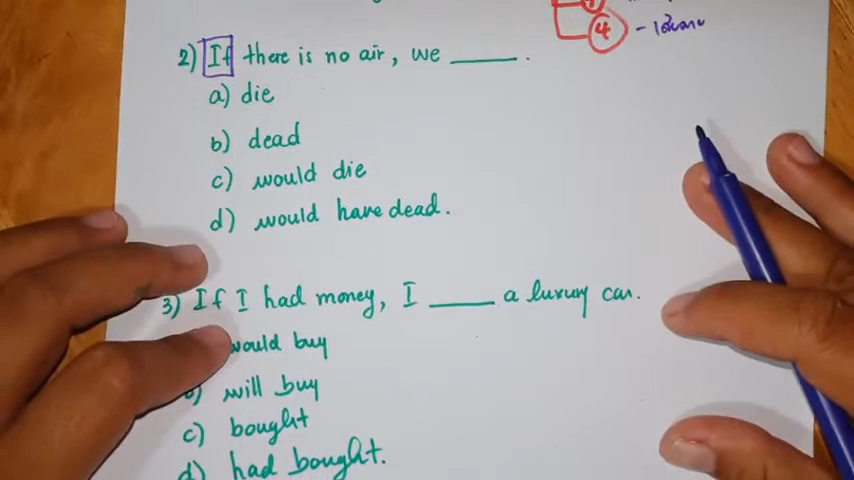 4 -
2) If there is no air, we ______ .
a) die
b) dead
c) would die
d) would have dead.
3) If I had money, I ______ a luxury car.
would buy
will buy
c) bought
d) had bought.